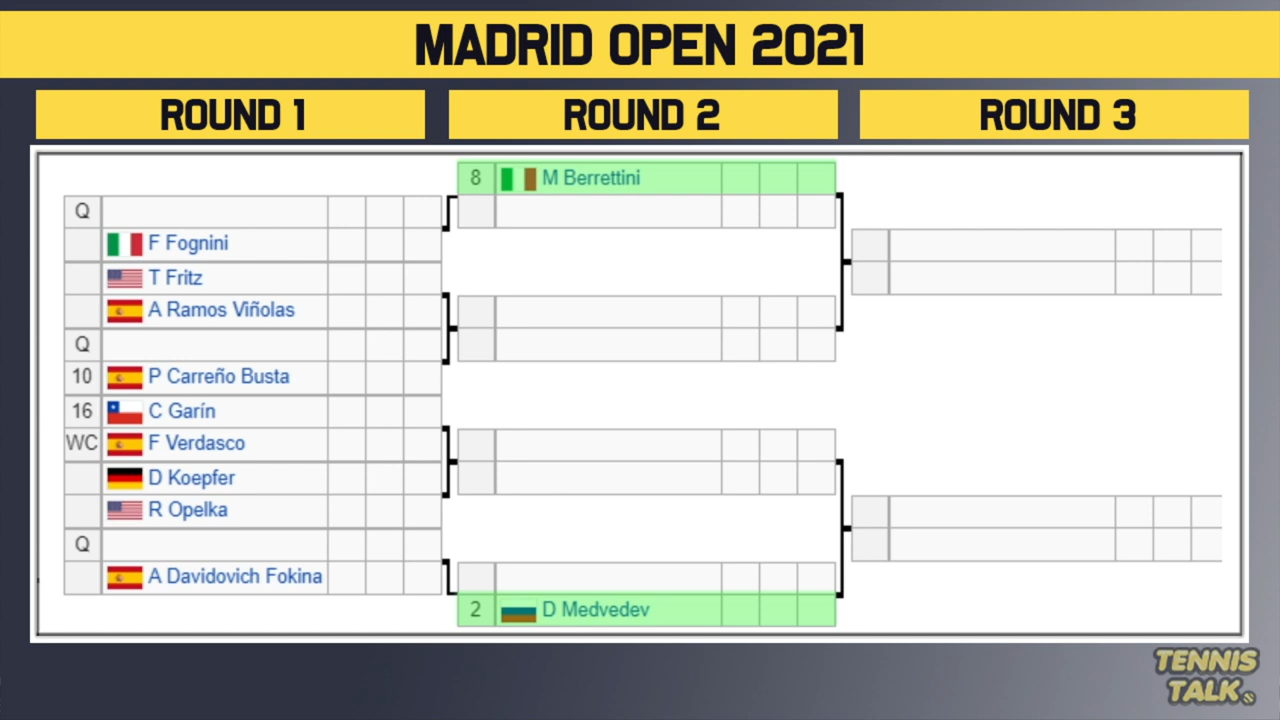 MADRID OPEN 2021
ROUND 1
ROUND 2
ROUND 3
8 M Berrettini
Q
F Fognini
T Fritz
A Ramos Viñolas
Q
10 P Carreño Busta
16 C Garín
WC F Verdasco
D Koepfer
R Opelka
Q
A Davidovich Fokina
2 D Medvedev
TENNIS
TALK